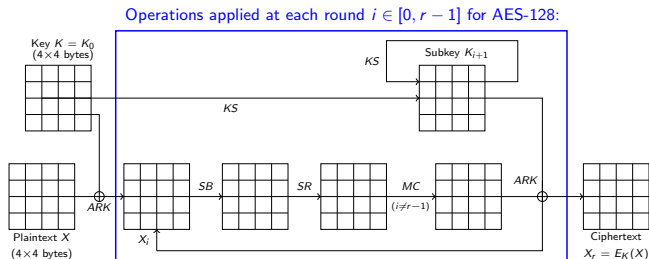 Operations applied at each round i ∈ [0, r − 1] for AES-128:
Key K = K₀
(4×4 bytes)
Subkey Kᵢ₊₁
KS
KS
ARK
SB
SR
MC
(i≠r−1)
ARK
Plaintext X
(4×4 bytes)
Xᵢ
Ciphertext
Xᵣ = E_K(X)